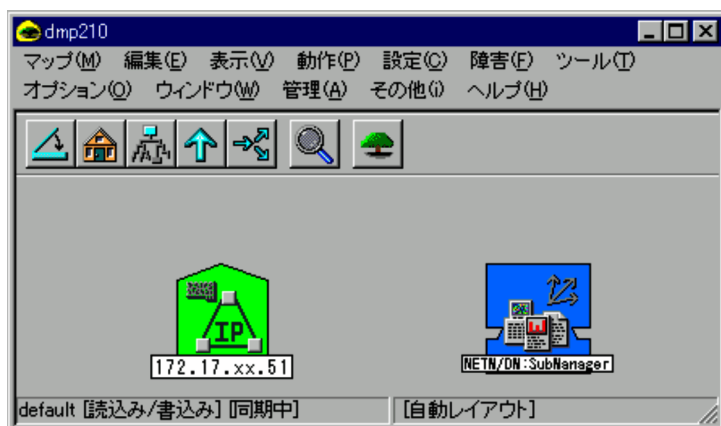 dmp210
マップ(M) 編集(E) 表示(V) 動作(P) 設定(C) 障害(F) ツール(T)
オプション(O) ウィンドウ(W) 管理(A) その他(i) ヘルプ(H)
IP
172.17.xx.51
NETM/DM:SubManager
default [読込み/書込み] [同期中] [自動レイアウト]